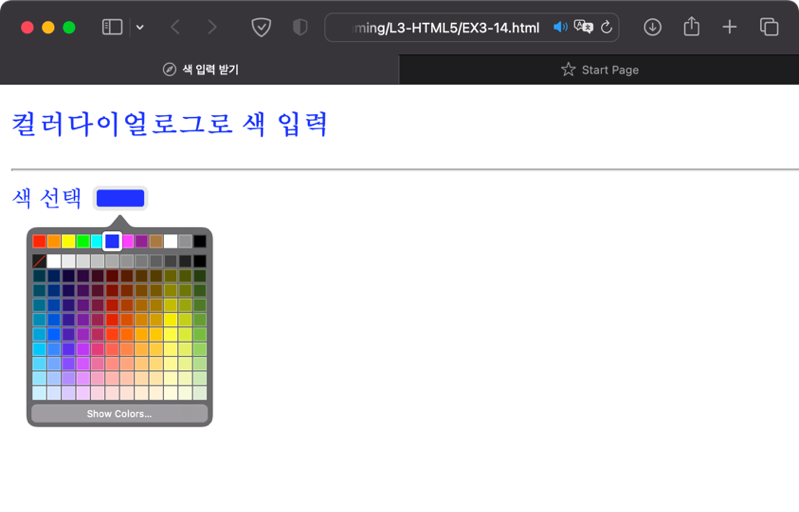 ming/L3-HTML5/EX3-14.html
색 입력 받기
Start Page
컬러다이얼로그로 색 입력
색 선택
Show Colors...